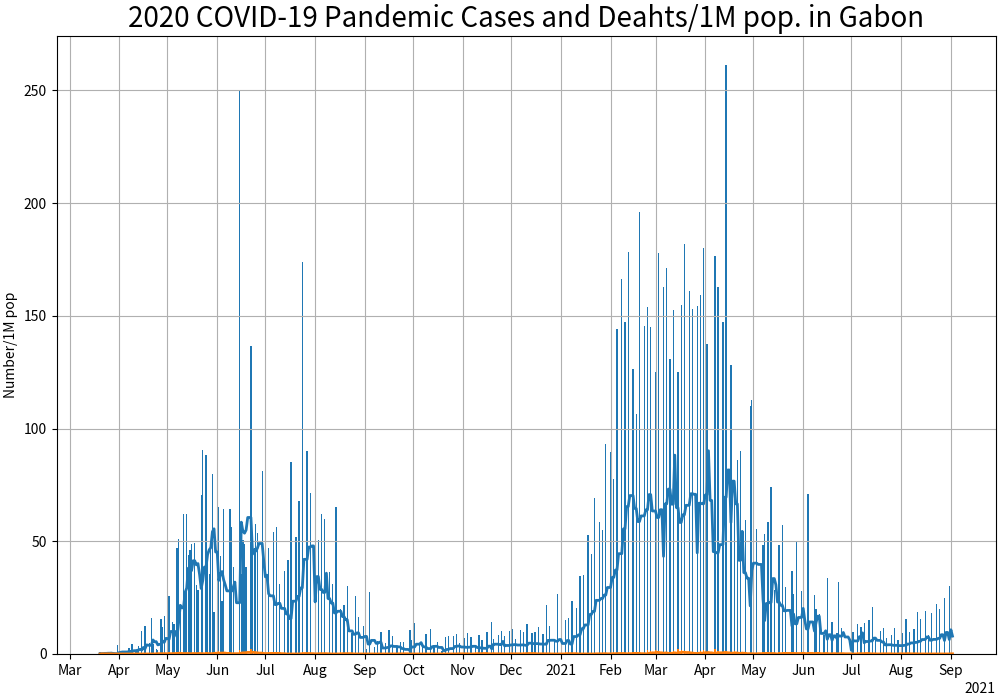 2020 COVID-19 Pandemic Cases and Deahts/1M pop. in Gabon
Number/1M pop
250
200
150
100
50
0
Mar Apr May Jun Jul Aug Sep Oct Nov Dec 2021 Feb Mar Apr May Jun Jul Aug Sep
2021